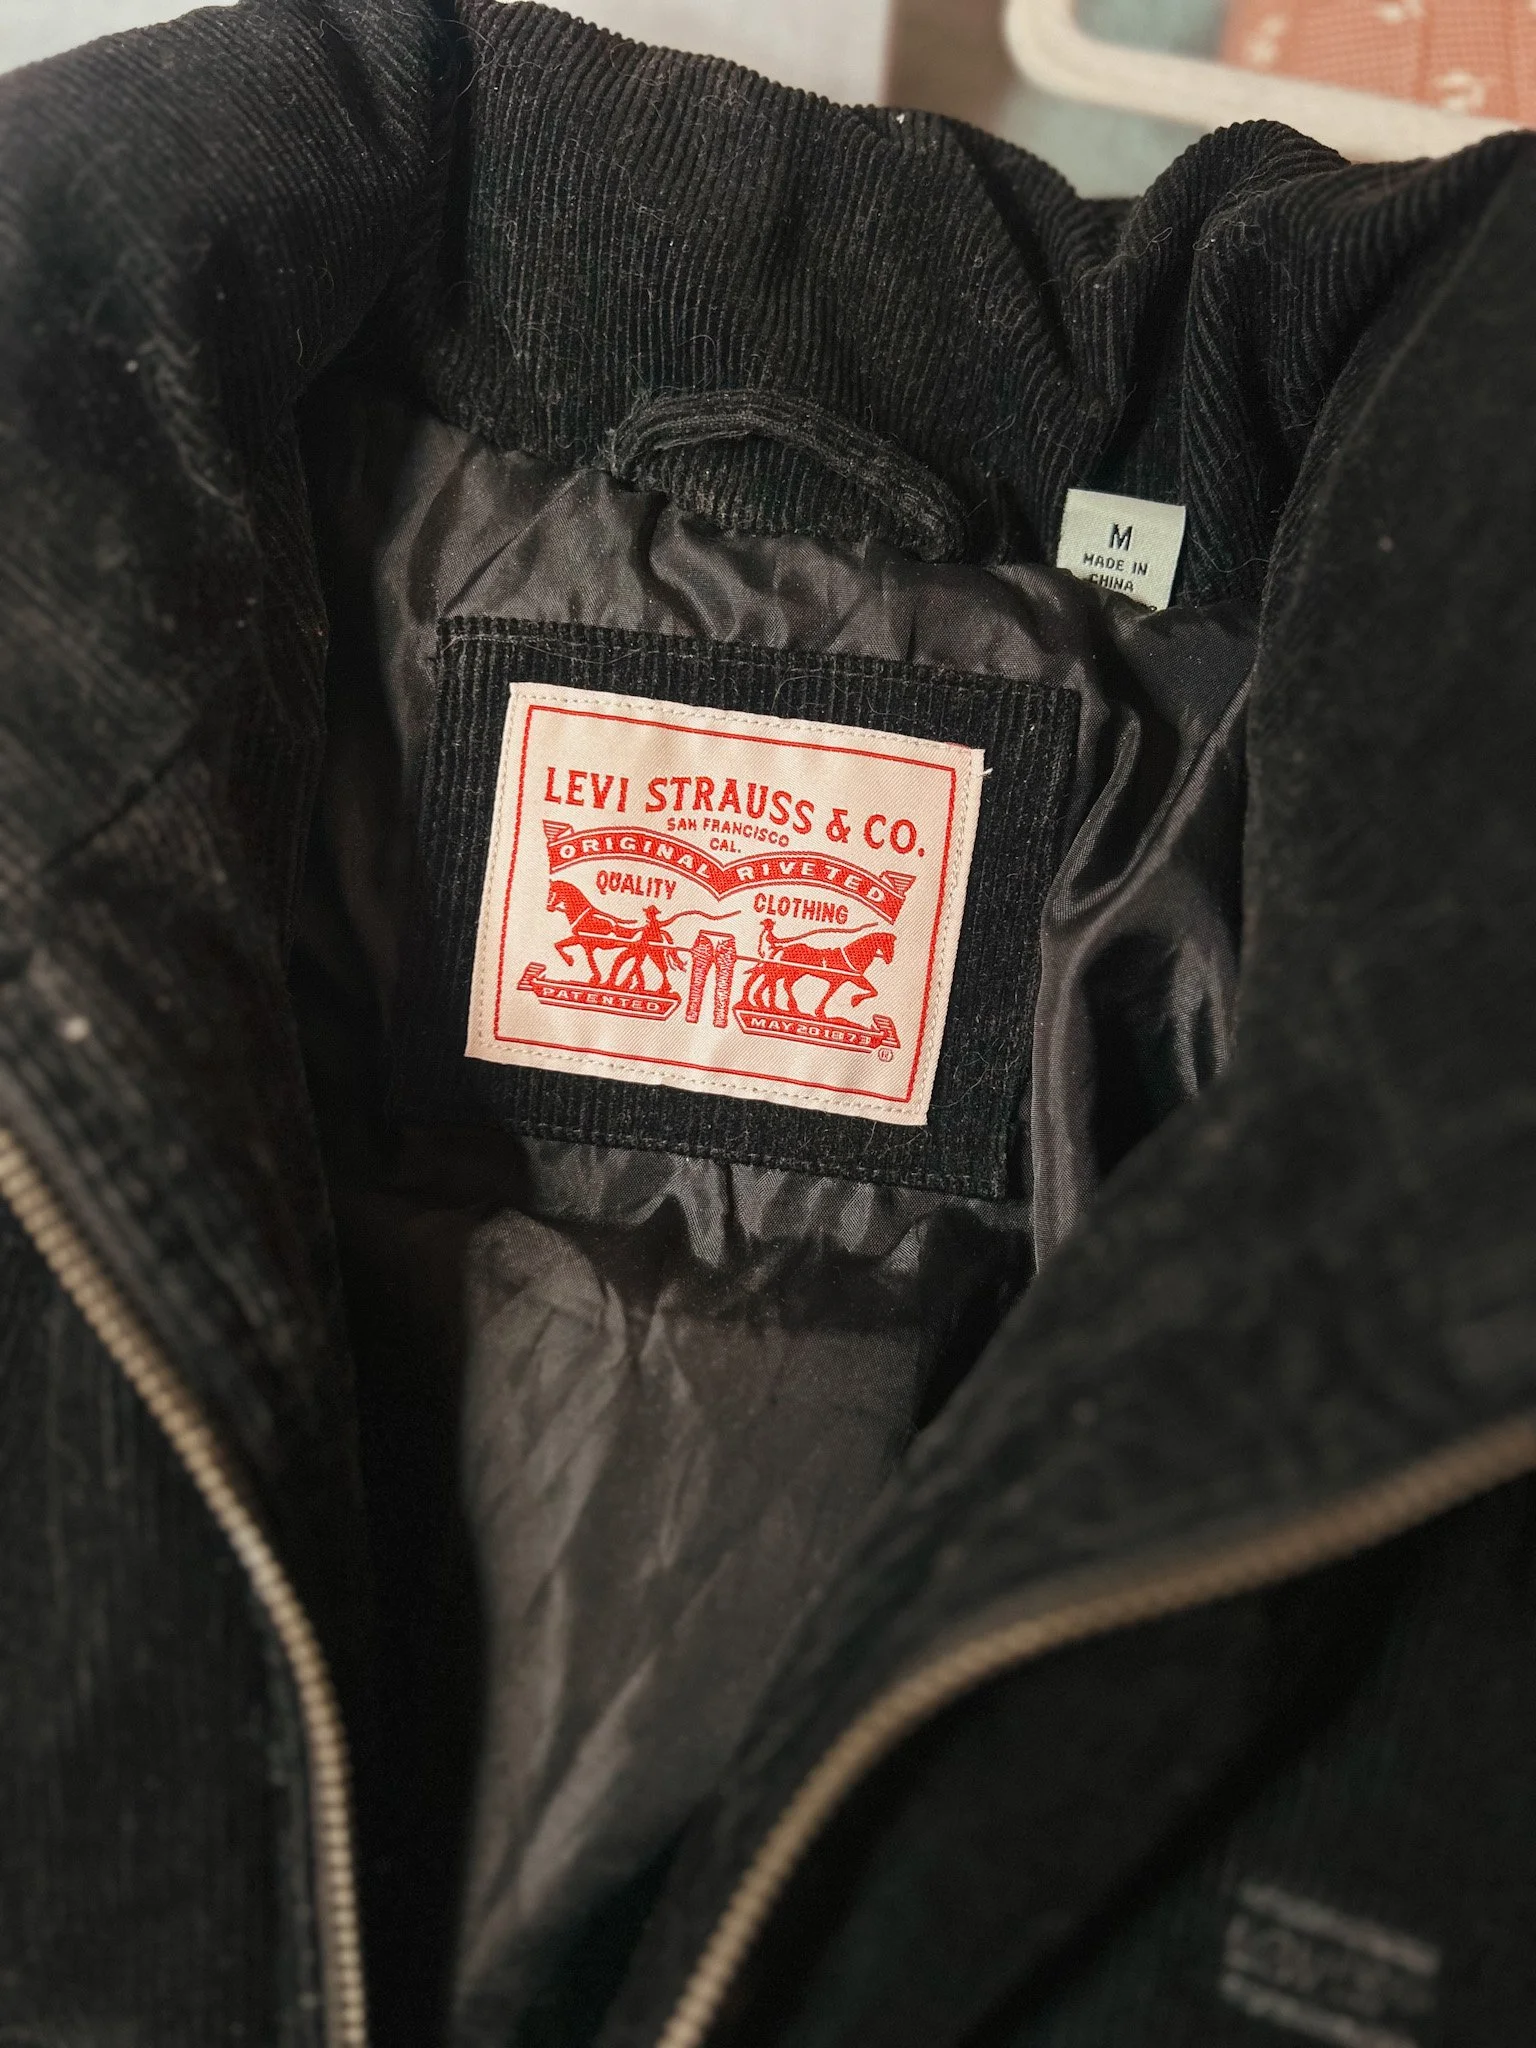 M
MADE IN
CHINA
LEVI STRAUSS & CO.
SAN FRANCISCO
CAL.
ORIGINAL RIVETED
QUALITY CLOTHING
PATENTED MAY 20 1873
®